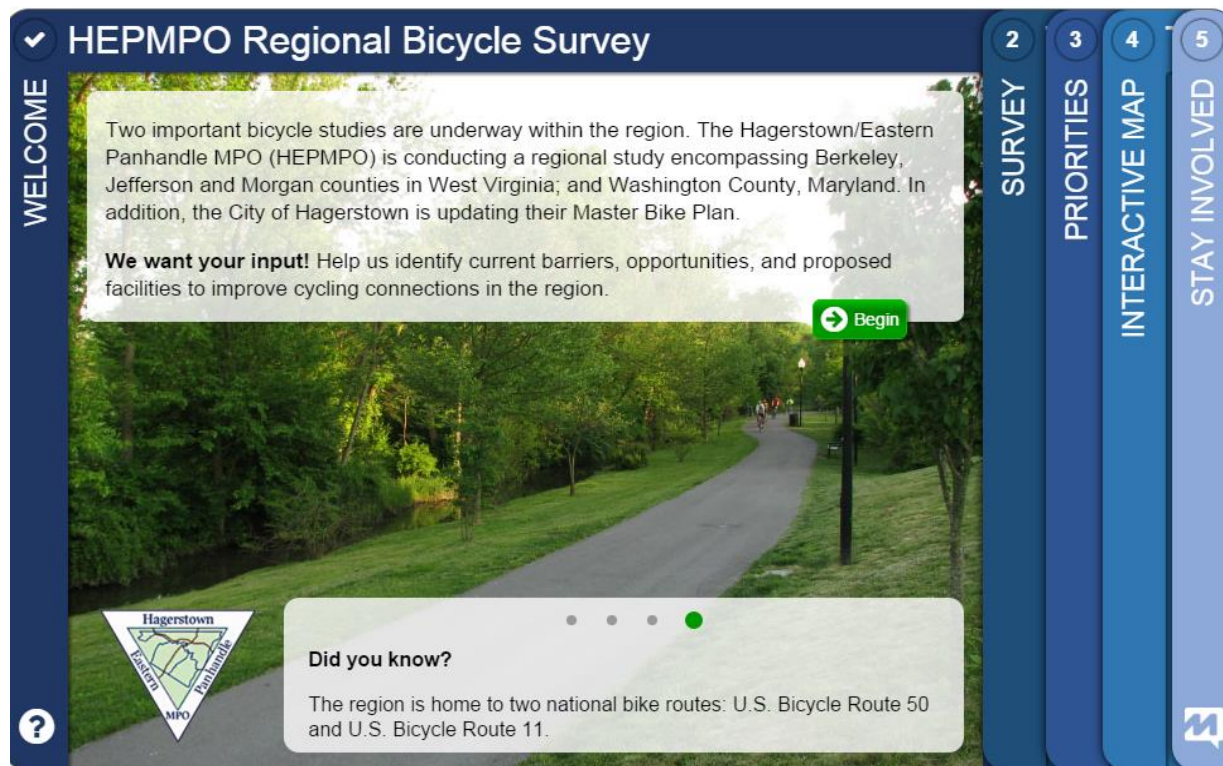 HEPMPO Regional Bicycle Survey
WELCOME
Two important bicycle studies are underway within the region. The Hagerstown/Eastern
Panhandle MPO (HEPMPO) is conducting a regional study encompassing Berkeley,
Jefferson and Morgan counties in West Virginia; and Washington County, Maryland. In
addition, the City of Hagerstown is updating their Master Bike Plan.
We want your input! Help us identify current barriers, opportunities, and proposed
facilities to improve cycling connections in the region.
Begin
Hagerstown
Eastern
Panhandle
MPO
Did you know?
The region is home to two national bike routes: U.S. Bicycle Route 50
and U.S. Bicycle Route 11.
?
2
SURVEY
3
PRIORITIES
4
INTERACTIVE MAP
5
STAY INVOLVED